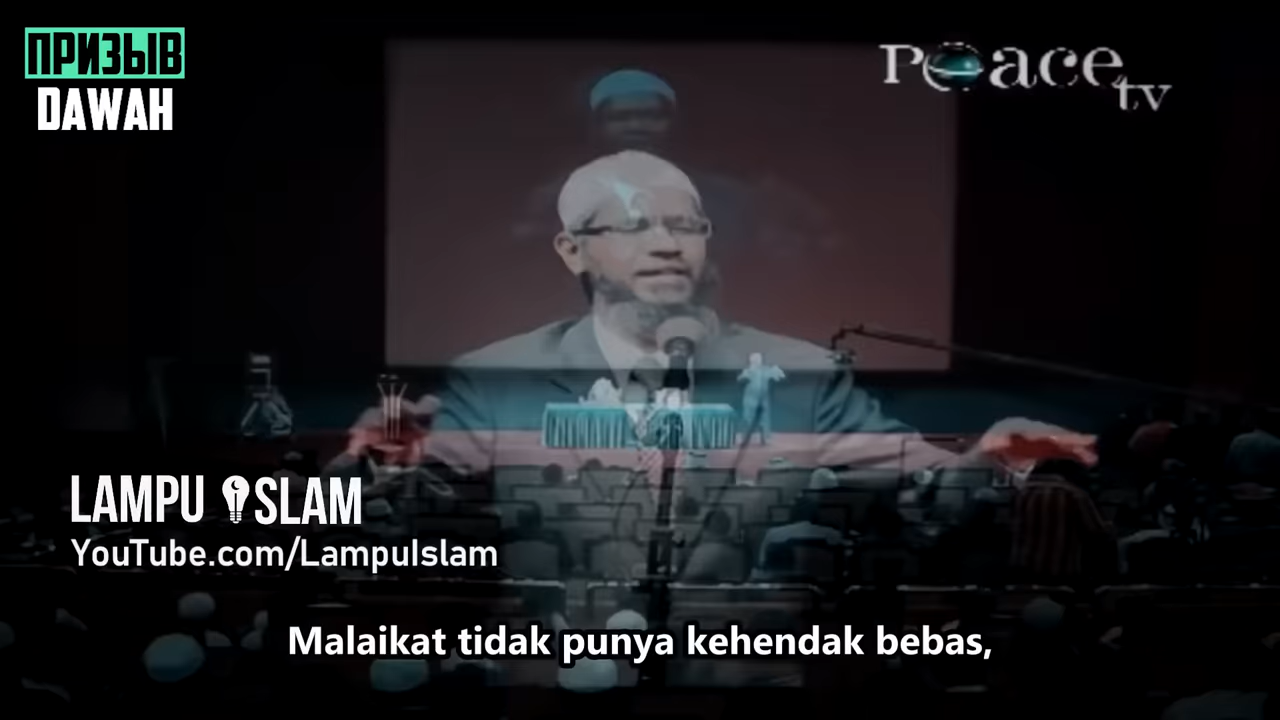 ПРИЗЫВ
DAWAH
Peace
tv
LAMPU ISLAM
YouTube.com/LampuIslam
Malaikat tidak punya kehendak bebas,